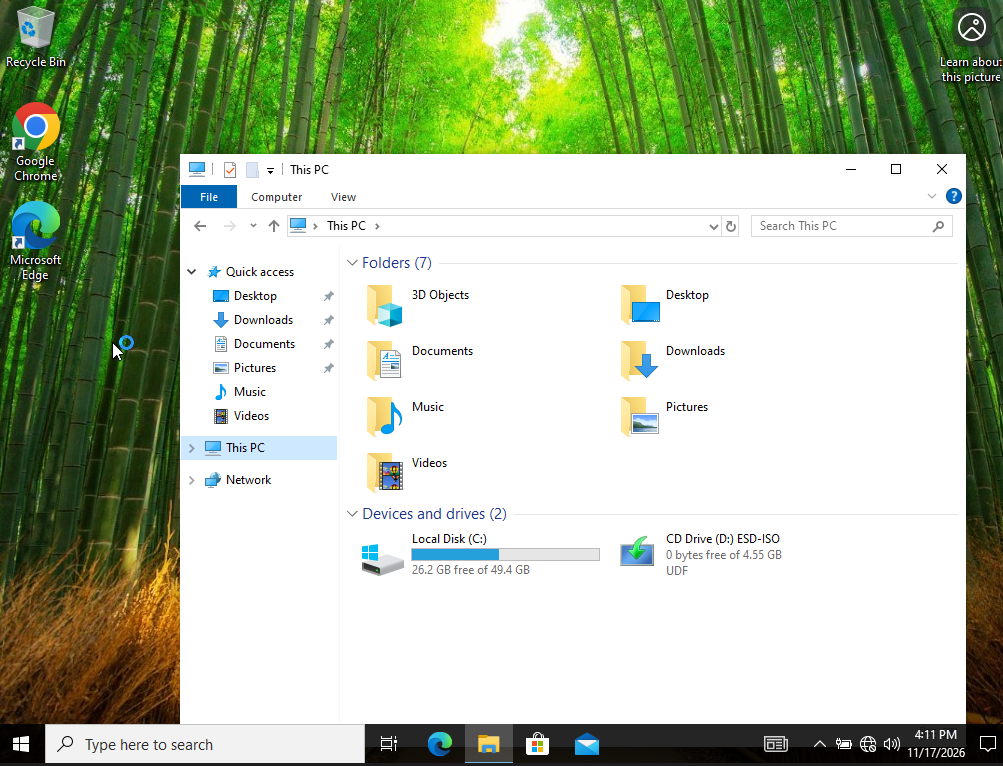 Recycle Bin
Learn about
this picture
Google
Chrome
Microsoft
Edge
This PC
File
Computer
View
?
This PC
Search This PC
Quick access
Desktop
Downloads
Documents
Pictures
Music
Videos
This PC
Network
Folders (7)
3D Objects
Desktop
Documents
Downloads
Music
Pictures
Videos
Devices and drives (2)
Local Disk (C:)
26.2 GB free of 49.4 GB
CD Drive (D:) ESD-ISO
0 bytes free of 4.55 GB
UDF
Type here to search
4:11 PM
11/17/2026